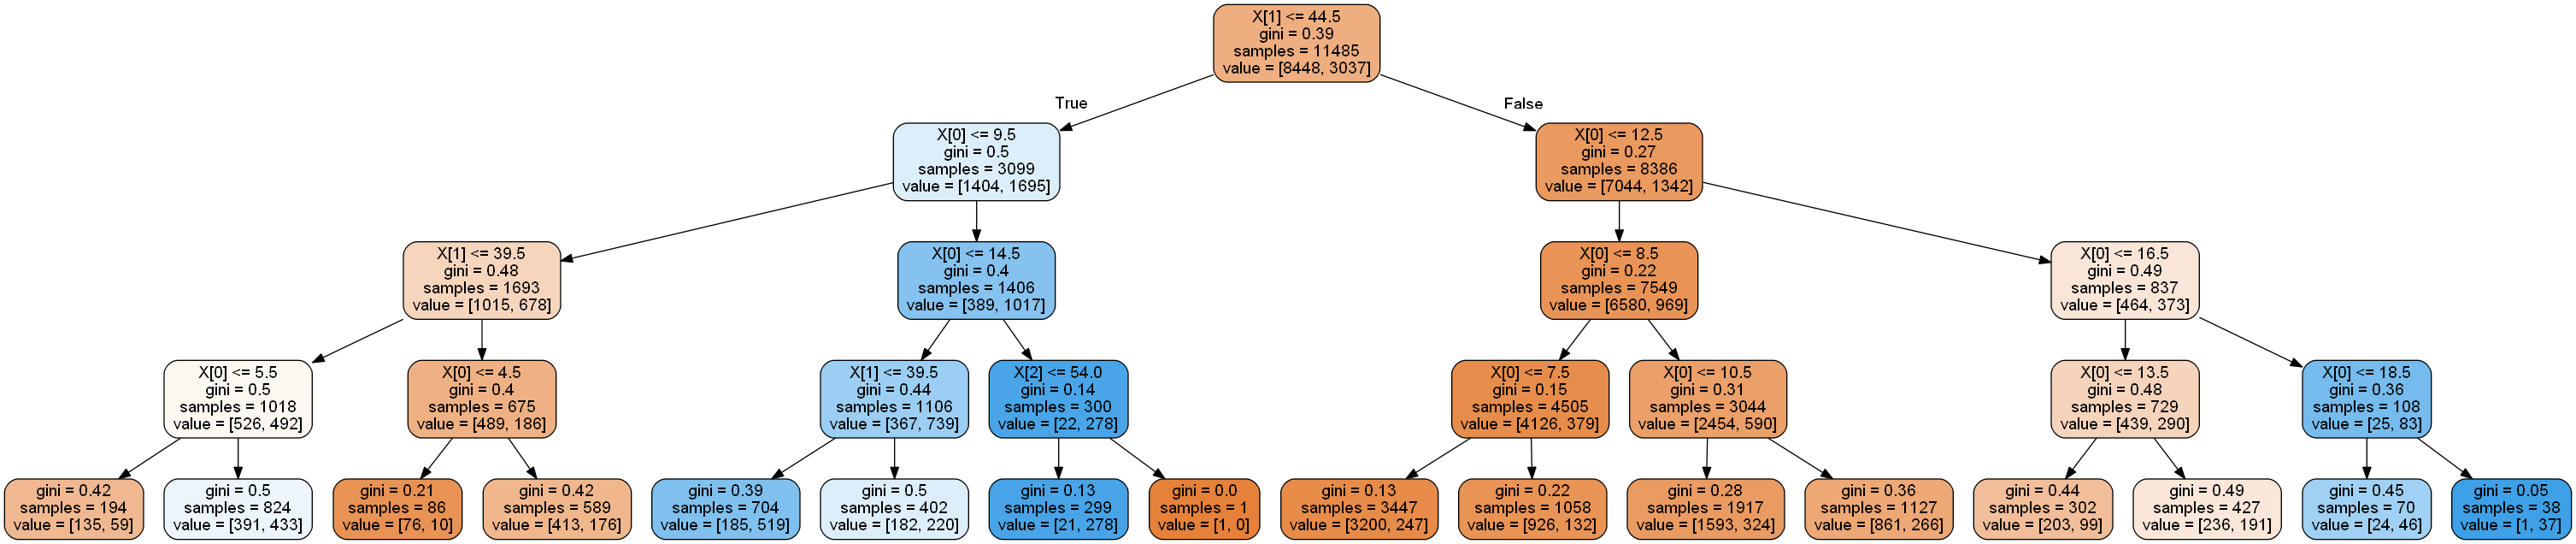 X[1] <= 44.5
gini = 0.39
samples = 11485
value = [8448, 3037]
True
False
X[0] <= 9.5
gini = 0.5
samples = 3099
value = [1404, 1695]
X[0] <= 12.5
gini = 0.27
samples = 8386
value = [7044, 1342]
X[1] <= 39.5
gini = 0.48
samples = 1693
value = [1015, 678]
X[0] <= 14.5
gini = 0.4
samples = 1406
value = [389, 1017]
X[0] <= 8.5
gini = 0.22
samples = 7549
value = [6580, 969]
X[0] <= 16.5
gini = 0.49
samples = 837
value = [464, 373]
X[0] <= 5.5
gini = 0.5
samples = 1018
value = [526, 492]
X[0] <= 4.5
gini = 0.4
samples = 675
value = [489, 186]
X[1] <= 39.5
gini = 0.44
samples = 1106
value = [367, 739]
X[2] <= 54.0
gini = 0.14
samples = 300
value = [22, 278]
X[0] <= 7.5
gini = 0.15
samples = 4505
value = [4126, 379]
X[0] <= 10.5
gini = 0.31
samples = 3044
value = [2454, 590]
X[0] <= 13.5
gini = 0.48
samples = 729
value = [439, 290]
X[0] <= 18.5
gini = 0.36
samples = 108
value = [25, 83]
gini = 0.42
samples = 194
value = [135, 59]
gini = 0.5
samples = 824
value = [391, 433]
gini = 0.21
samples = 86
value = [76, 10]
gini = 0.42
samples = 589
value = [413, 176]
gini = 0.39
samples = 704
value = [185, 519]
gini = 0.5
samples = 402
value = [182, 220]
gini = 0.13
samples = 299
value = [21, 278]
gini = 0.0
samples = 1
value = [1, 0]
gini = 0.13
samples = 3447
value = [3200, 247]
gini = 0.22
samples = 1058
value = [926, 132]
gini = 0.28
samples = 1917
value = [1593, 324]
gini = 0.36
samples = 1127
value = [861, 266]
gini = 0.44
samples = 302
value = [203, 99]
gini = 0.49
samples = 427
value = [236, 191]
gini = 0.45
samples = 70
value = [24, 46]
gini = 0.05
samples = 38
value = [1, 37]